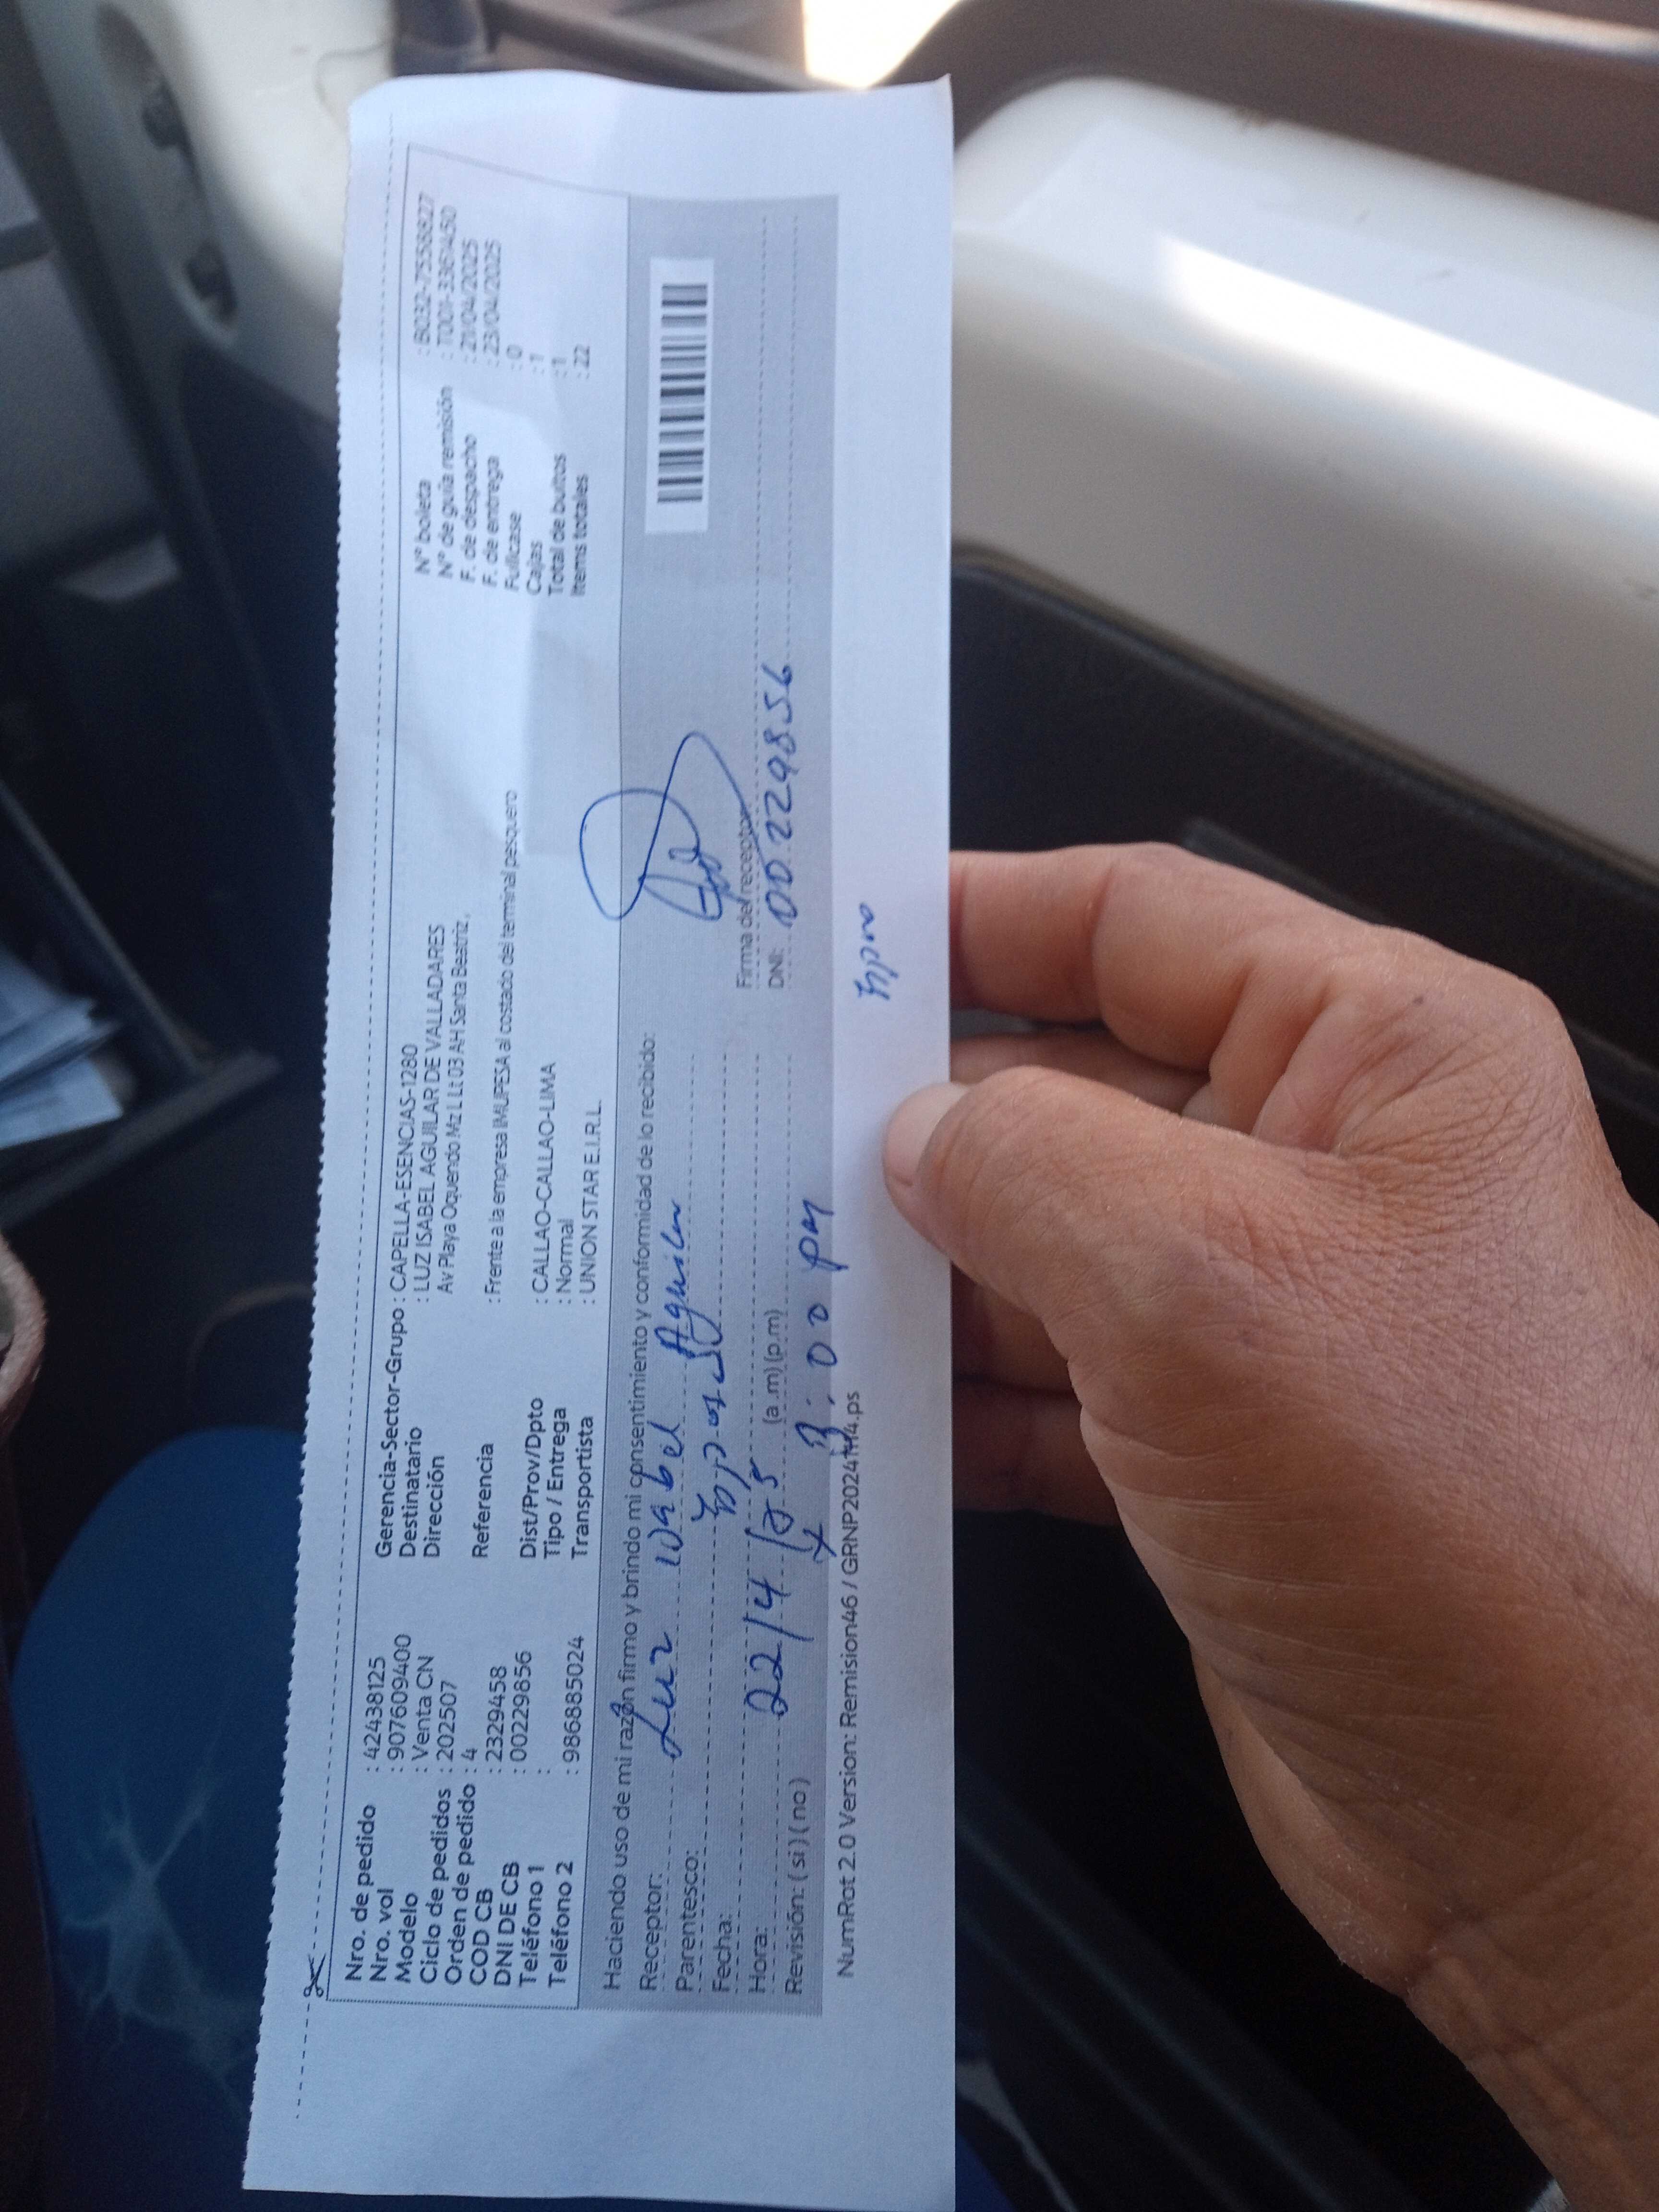 Nro. de pedido : 42438125
Nro. vol : 907609400
Modelo : Venta CN
Ciclo de pedidos : 202507
Orden de pedido : 4
COD CB : 2329458
DNI DE CB : 00229856
Teléfono 1 :
Teléfono 2 : 986885024
Gerencia-Sector-Grupo : CAPELLA-ESENCIAS-1280
Destinatario : LUZ ISABEL AGUILAR DE VALLADARES
Dirección Av Playa Oquendo Mz L Lt 03 AH Santa Beatriz,
Referencia : Frente a la empresa IMUPESA al costado del terminal pesquero
Dist/Prov/Dpto : CALLAO-CALLAO-LIMA
Tipo / Entrega : Normal
Transportista : UNION STAR E.I.R.L.
N° boleta : B032-75558827
N° de guia remisión : T001-3361450
F. de despacho : 21/04/2025
F. de entrega : 23/04/2025
Fullcase : 0
Cajas : 1
Total de bultos : 1
Items totales : 22
Haciendo uso de mi razón firmo y brindo mi consentimiento y conformidad de lo recibido:
Receptor: Luz isabel Aguilar
Parentesco:
Fecha: 22/4/25
Hora: (a.m) (p.m) 3:00 pm
Revisión: ( si ) ( no )
Firma del receptor
DNI: 00229856
NumRot 2.0 Version: Remision46 / GRNP20241114.ps